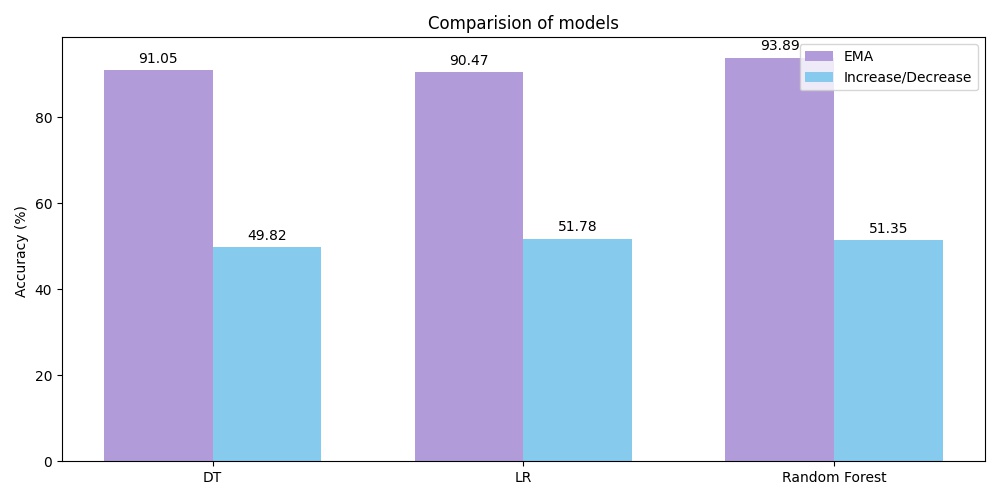 Comparision of models
Accuracy (%)
80
60
40
20
0
91.05
49.82
90.47
51.78
93.89
51.35
EMA
Increase/Decrease
DT
LR
Random Forest